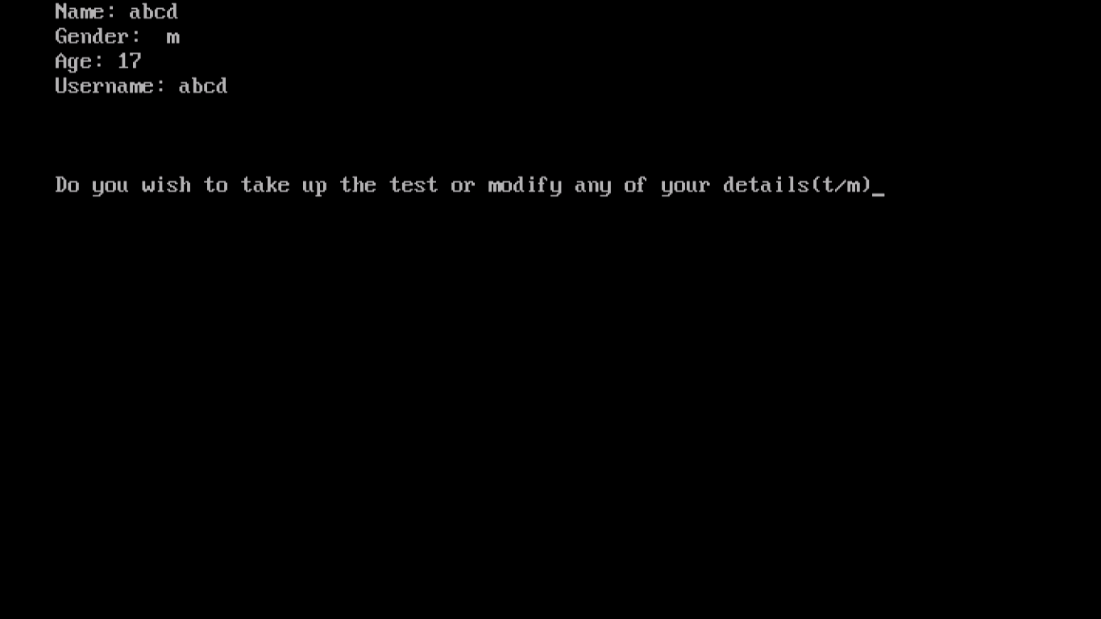 Name: abcd
Gender:  m
Age: 17
Username: abcd
Do you wish to take up the test or modify any of your details(t/m)_